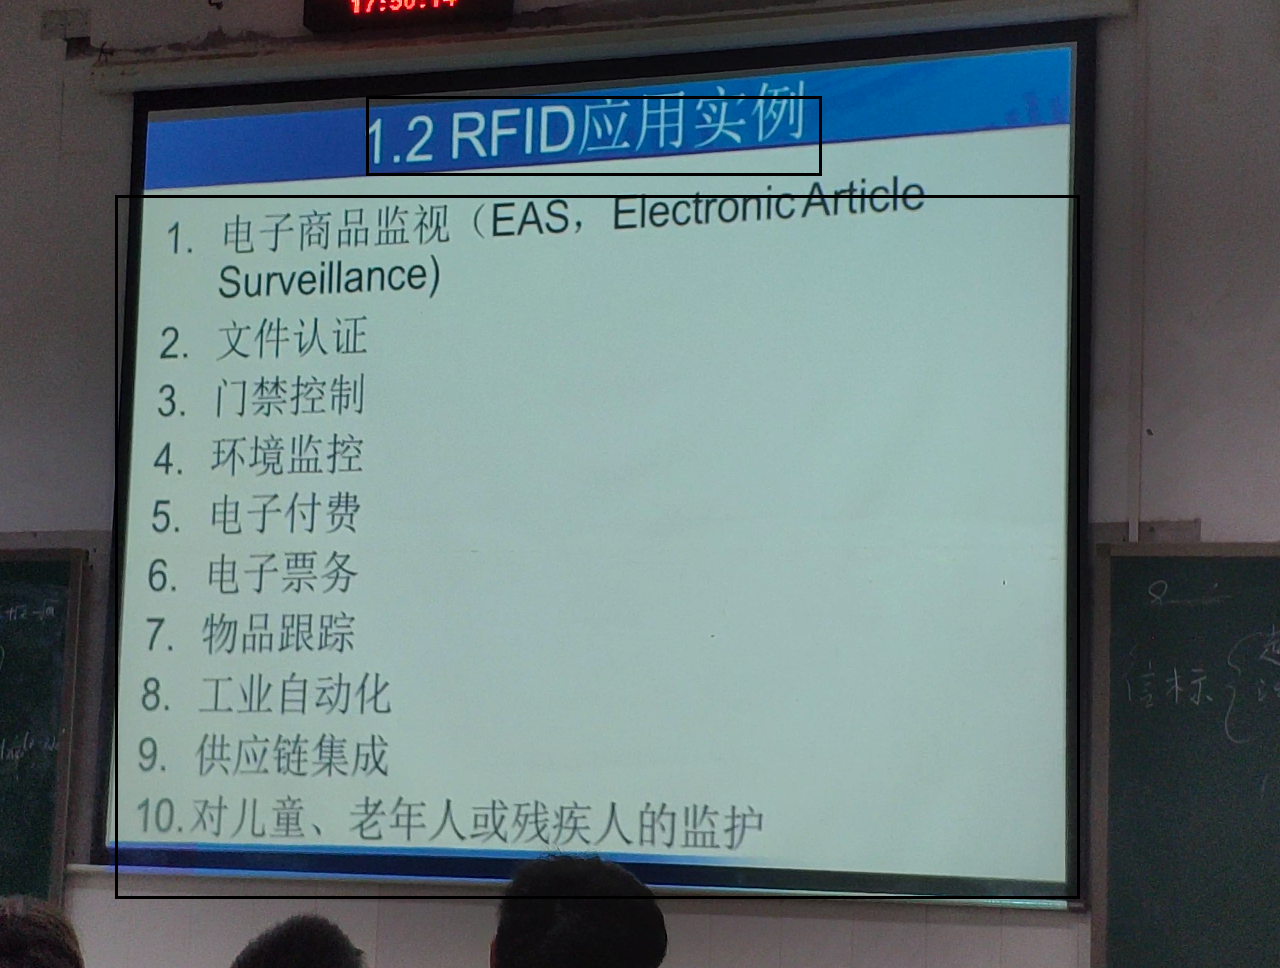 1.2 RFID应用实例
1. 电子商品监视（EAS，Electronic Article
Surveillance)
2. 文件认证
3. 门禁控制
4. 环境监控
5. 电子付费
6. 电子票务
7. 物品跟踪
8. 工业自动化
9. 供应链集成
10.对儿童、老年人或残疾人的监护
信标